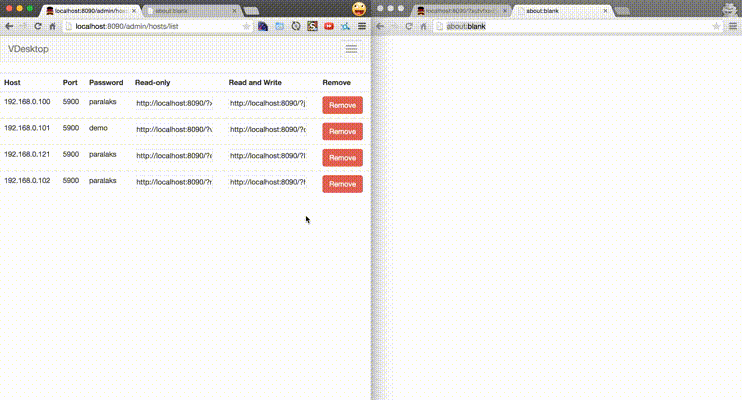 localhost:8090/admin/hos
about:blank
about:blank
localhost:8090/admin/hosts/list
about:blank
VDesktop
Host Port Password Read-only Read and Write Remove
192.168.0.100 5900 paralaks http://localhost:8090/? http://localhost:8090/?j Remove
192.168.0.101 5900 demo http://localhost:8090/? http://localhost:8090/? Remove
192.168.0.121 5900 paralaks http://localhost:8090/? http://localhost:8090/? Remove
192.168.0.102 5900 paralaks http://localhost:8090/? http://localhost:8090/? Remove